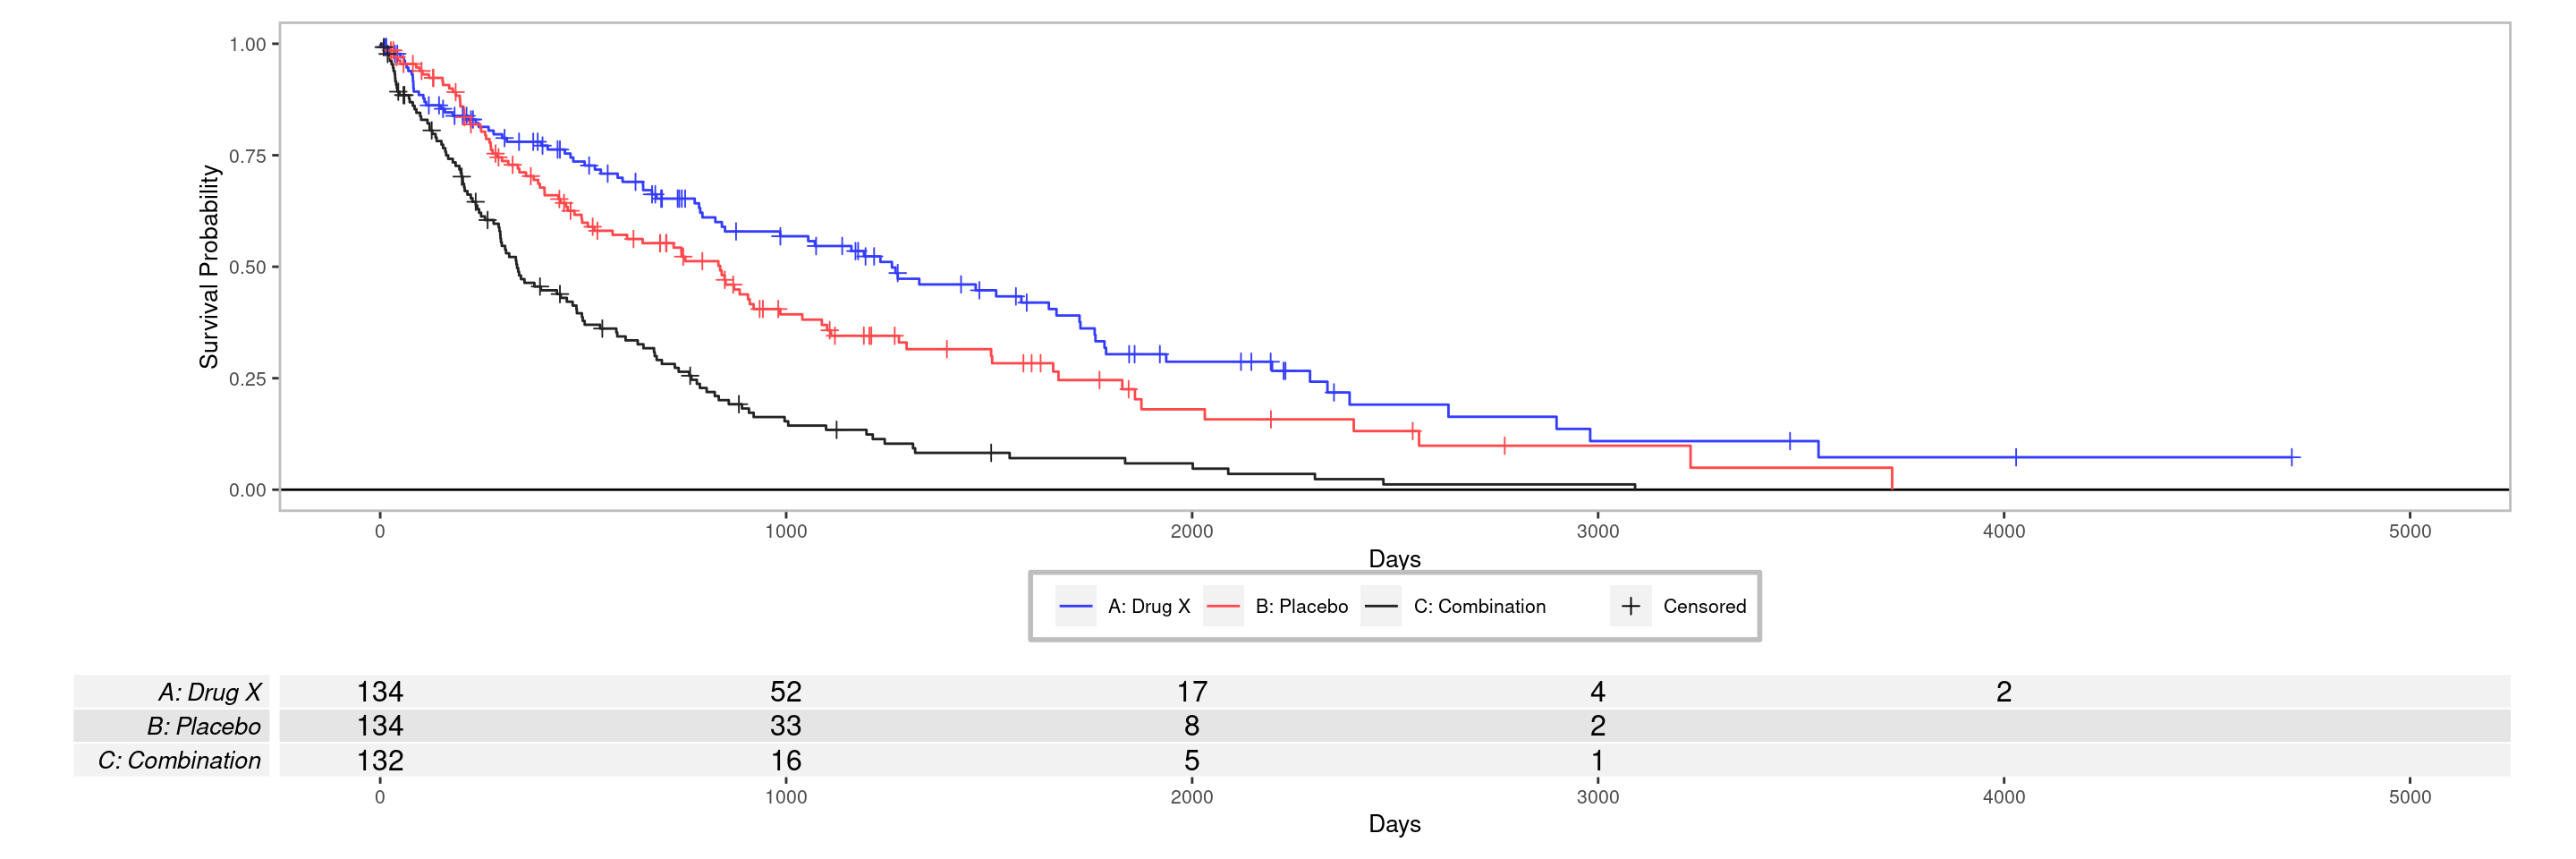 1.00
0.75
0.50
0.25
0.00
Survival Probability
0 1000 2000 3000 4000 5000
Days
A: Drug X B: Placebo C: Combination Censored
A: Drug X 134 52 17 4 2
B: Placebo 134 33 8 2
C: Combination 132 16 5 1
0 1000 2000 3000 4000 5000
Days